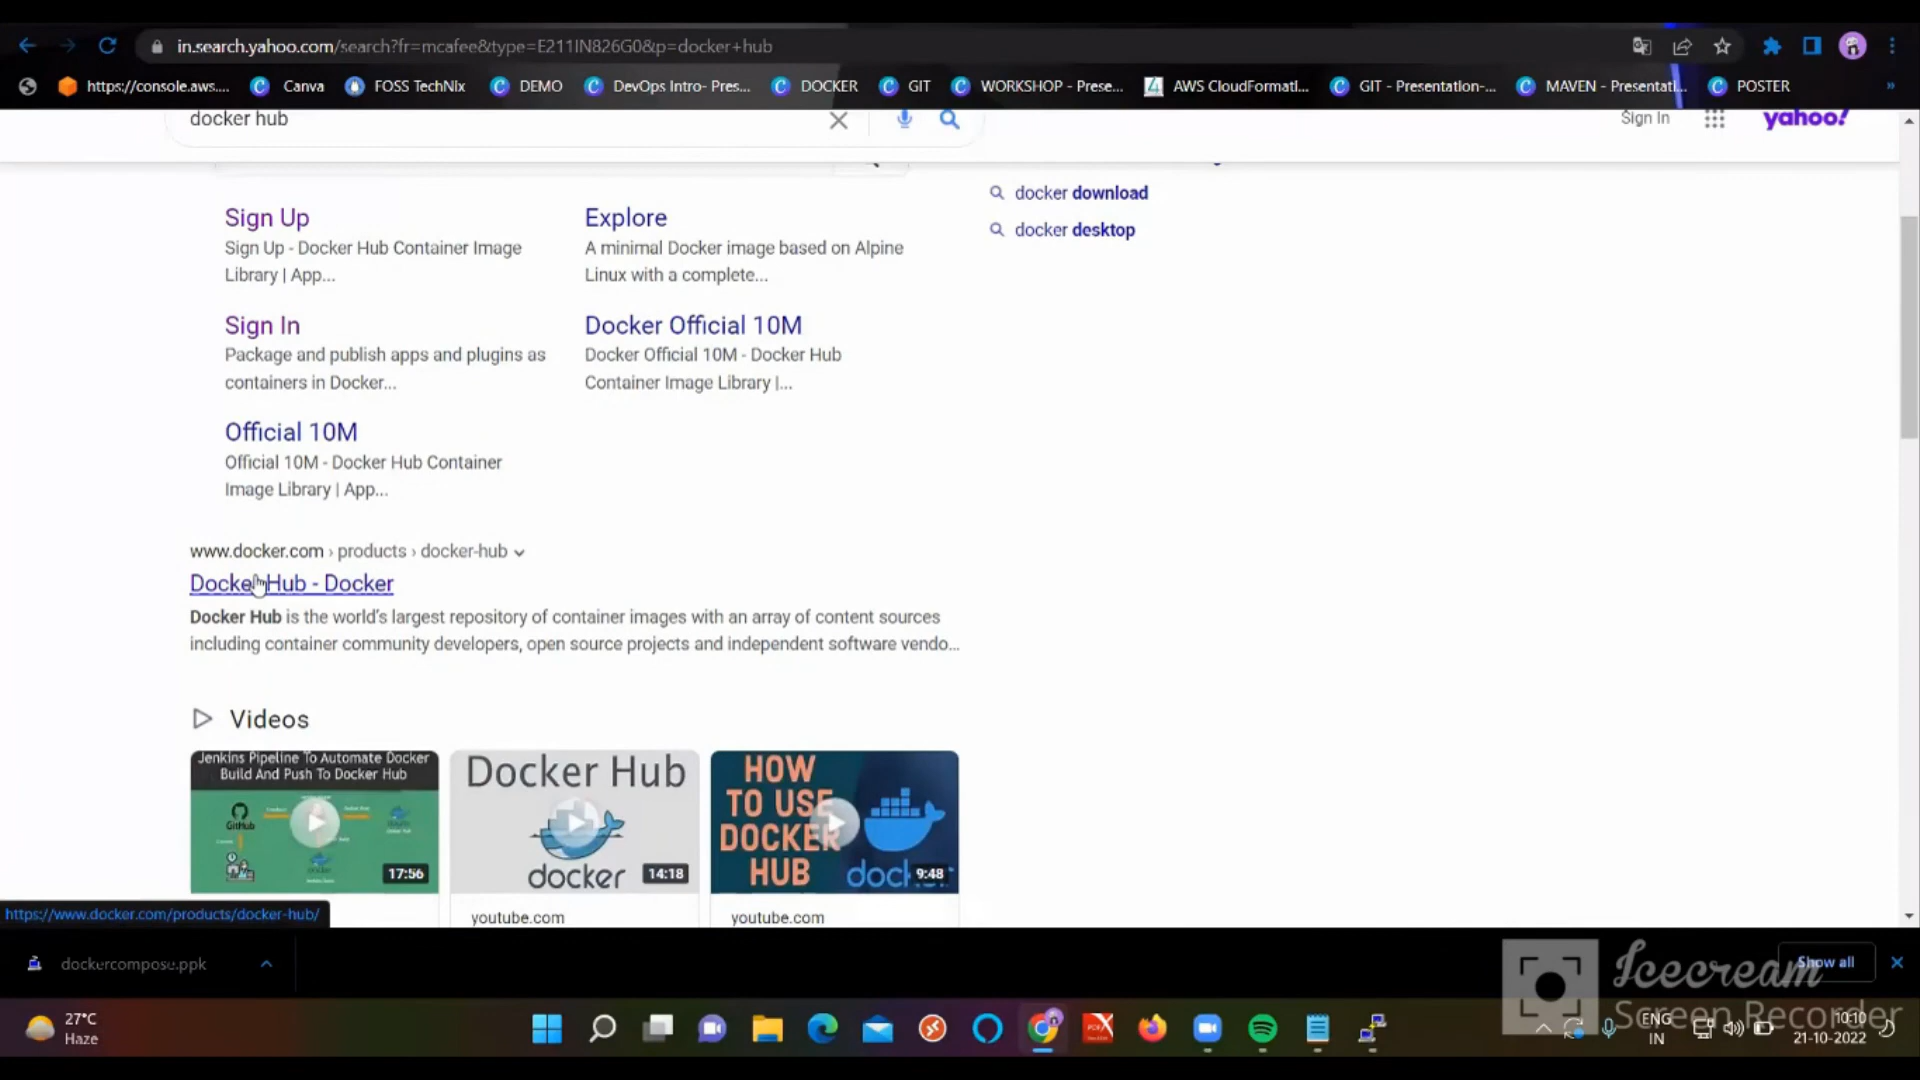 in.search.yahoo.com/search?fr=mcafee&type=E211IN826G0&p=docker+hub
https://console.aws.... Canva FOSS TechNix DEMO DevOps Intro- Pres... DOCKER GIT WORKSHOP - Prese... AWS CloudFormati... GIT - Presentation-... MAVEN - Presentati... POSTER »
docker hub Sign In yahoo!
docker download
docker desktop
Sign Up
Sign Up - Docker Hub Container Image
Library | App...
Explore
A minimal Docker image based on Alpine
Linux with a complete...
Sign In
Package and publish apps and plugins as
containers in Docker...
Docker Official 10M
Docker Official 10M - Docker Hub
Container Image Library |...
Official 10M
Official 10M - Docker Hub Container
Image Library | App...
www.docker.com › products › docker-hub
Docker Hub - Docker
Docker Hub is the world's largest repository of container images with an array of content sources
including container community developers, open source projects and independent software vendo...
Videos
Jenkins Pipeline To Automate Docker
Build And Push To Docker Hub
GitHub
17:56
Docker Hub
docker
14:18
HOW
TO USE
DOCKER
HUB
9:48
youtube.com
youtube.com
https://www.docker.com/products/docker-hub/
dockercompose.ppk
Show all
Icecream
Screen Recorder
27°C
Haze
ENG
IN
10:10
21-10-2022